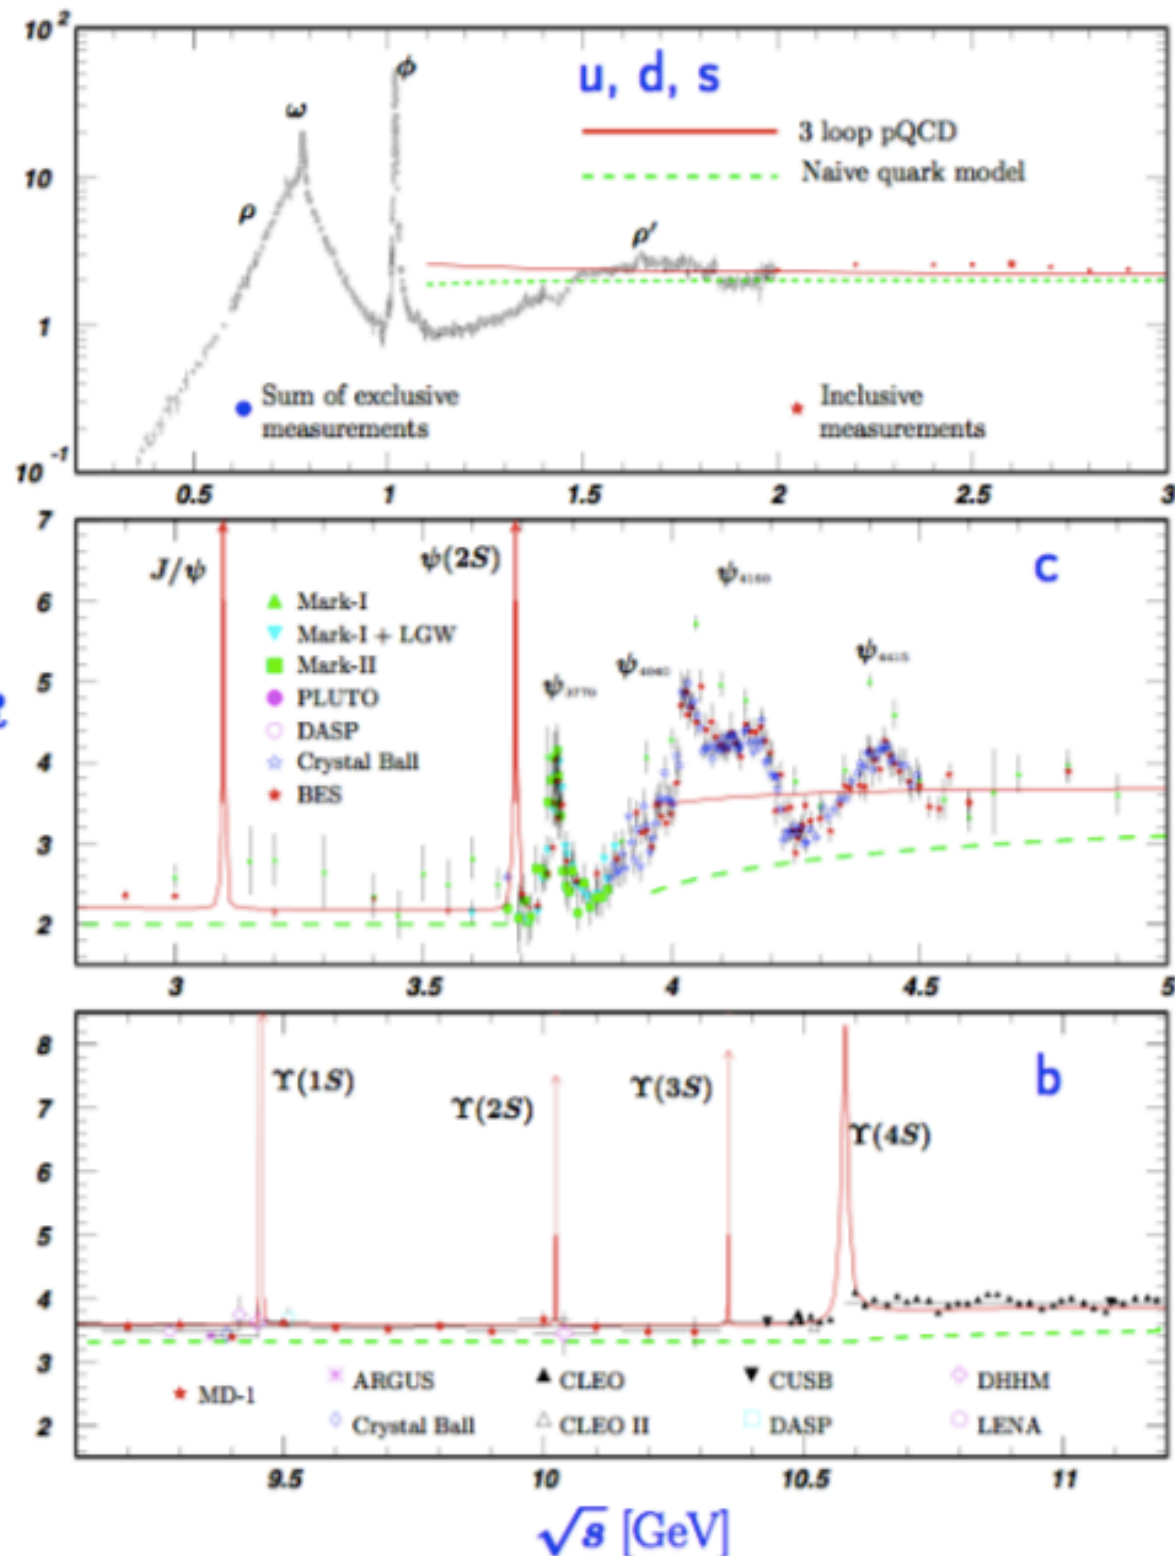 10²
ϕ
u, d, s
ω
3 loop pQCD
Naive quark model
10
ρ
ρ′
1
Sum of exclusive
measurements
Inclusive
measurements
10⁻¹
0.5 1 1.5 2 2.5 3
7
J/ψ
ψ(2S)
ψ₄₁₆₀
c
6
Mark-I
Mark-I + LGW
Mark-II
PLUTO
DASP
Crystal Ball
BES
ψ₃₇₇₀
ψ₄₀₄₀
ψ₄₄₁₅
5
4
3
2
3 3.5 4 4.5 5
8
7
6
5
4
3
2
Υ(1S)
Υ(2S)
Υ(3S)
Υ(4S)
b
MD-1
ARGUS CLEO CUSB DHHM
Crystal Ball CLEO II DASP LENA
9.5 10 10.5 11
√s [GeV]